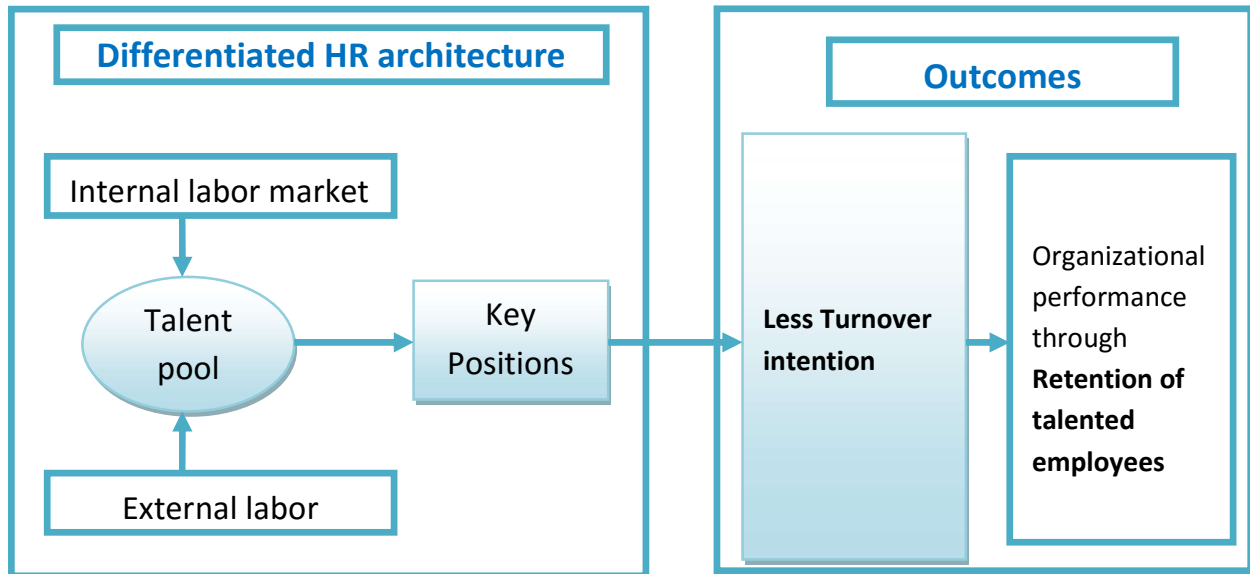 Differentiated HR architecture
Internal labor market
Talent
pool
Key
Positions
External labor
Outcomes
Less Turnover
intention
Organizational
performance
through
Retention of
talented
employees